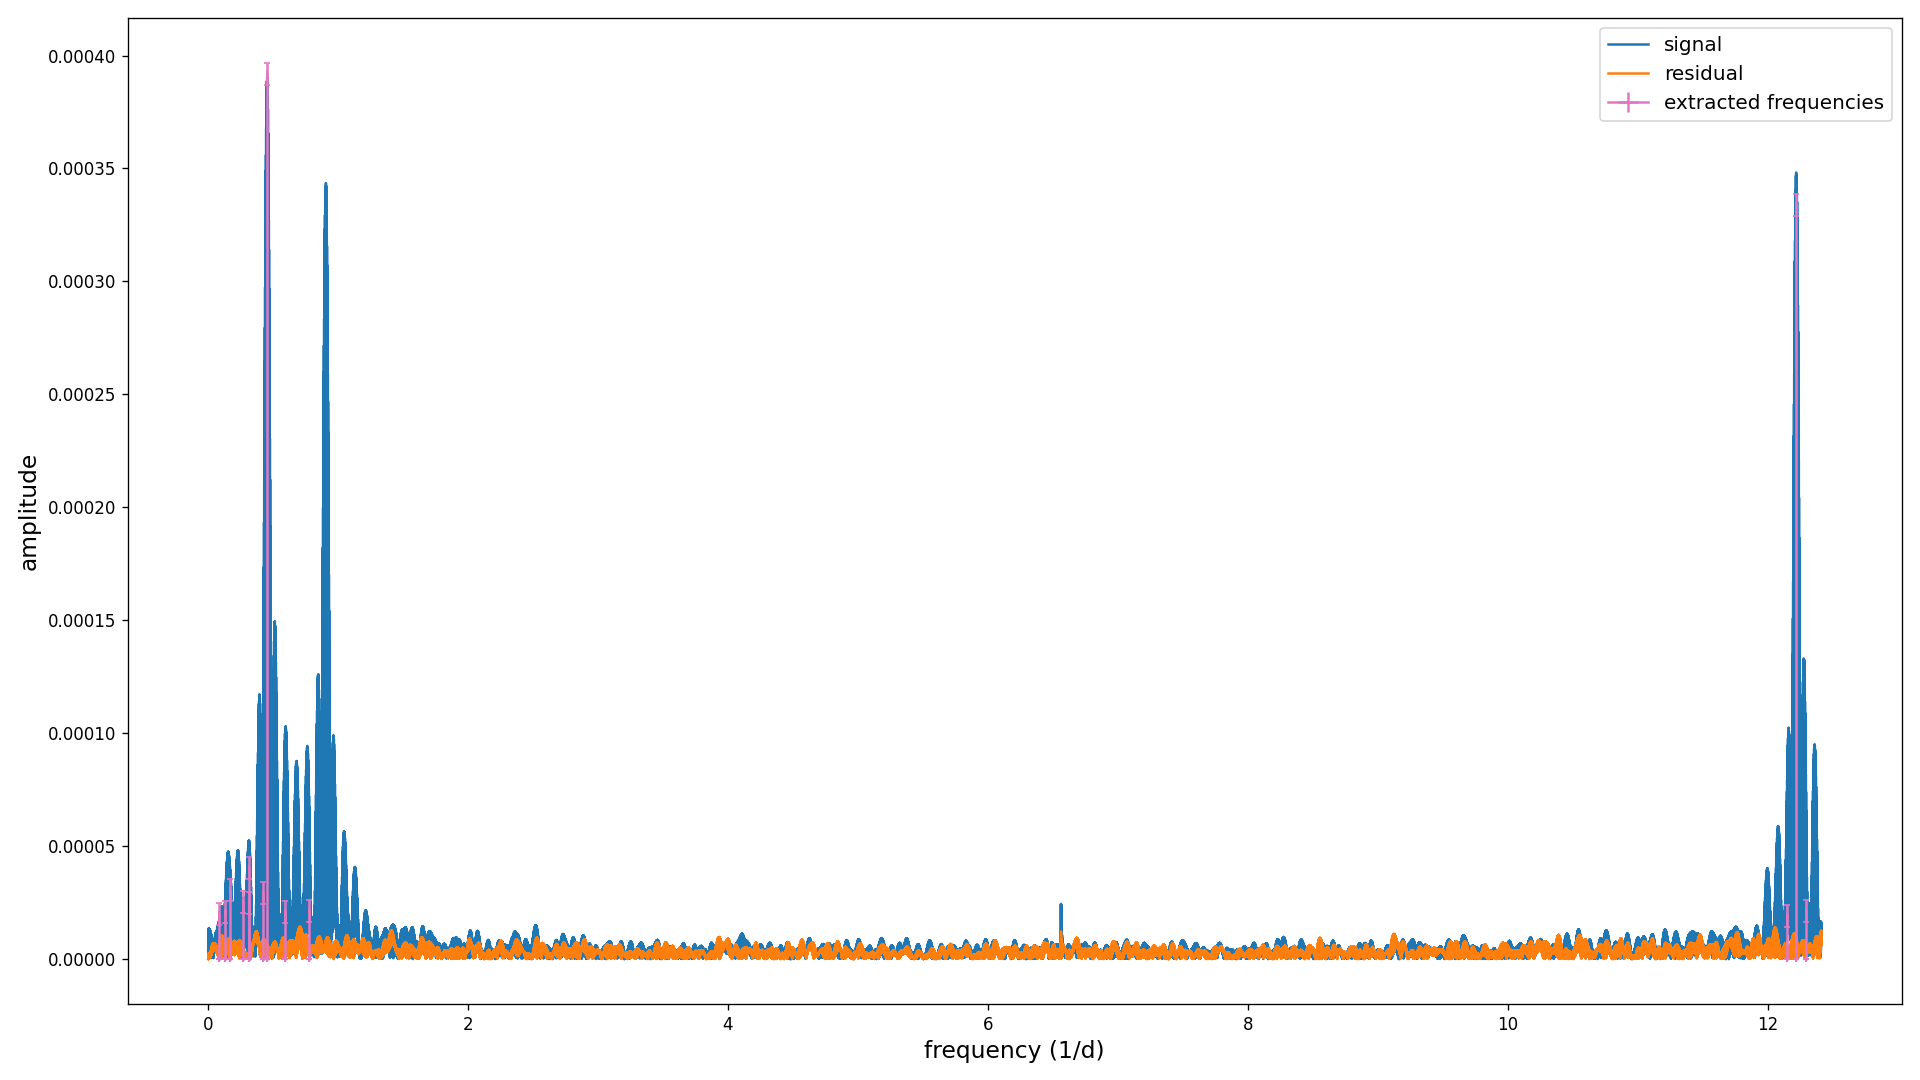 0.00040
0.00035
0.00030
0.00025
0.00020
0.00015
0.00010
0.00005
0.00000
amplitude
signal
residual
extracted frequencies
0 2 4 6 8 10 12
frequency (1/d)